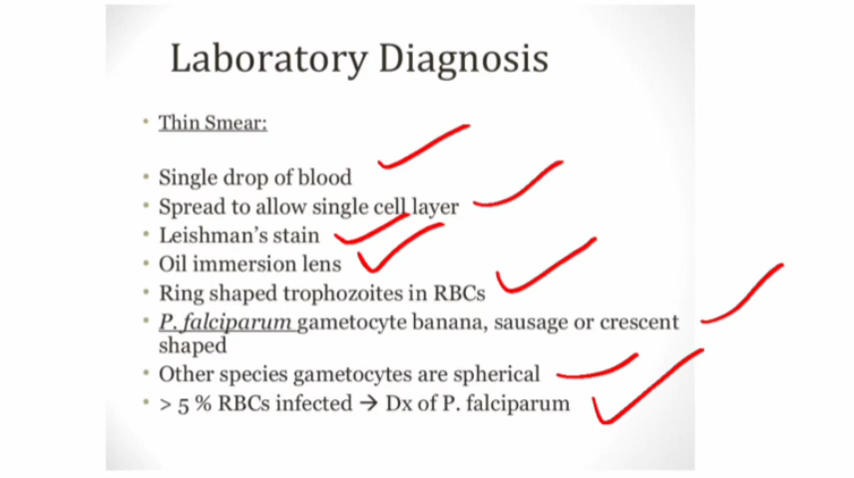 Laboratory Diagnosis
• Thin Smear:
• Single drop of blood
• Spread to allow single cell layer
• Leishman’s stain
• Oil immersion lens
• Ring shaped trophozoites in RBCs
• P. falciparum gametocyte banana, sausage or crescent
shaped
• Other species gametocytes are spherical
• > 5 % RBCs infected → Dx of P. falciparum